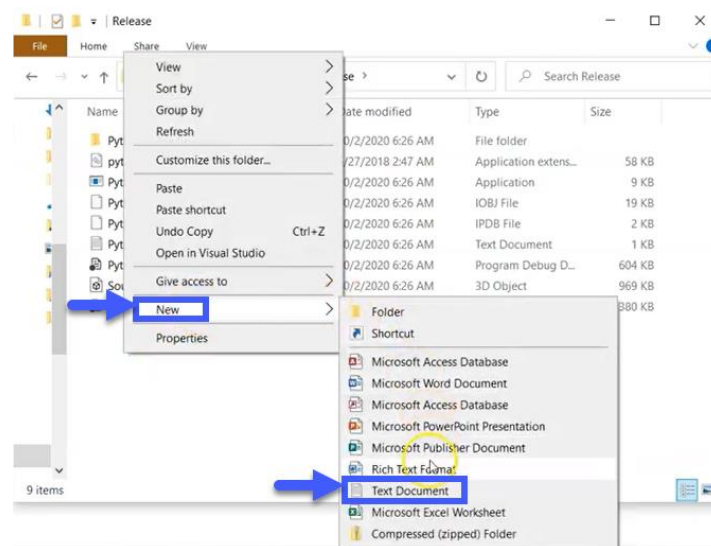 Release
File Home Share View
se > Search Release
Name Date modified Type Size
Pyt 0/2/2020 6:26 AM File folder
pyt /27/2018 2:47 AM Application extens... 58 KB
Pyt 0/2/2020 6:26 AM Application 9 KB
Pyt 0/2/2020 6:26 AM IOBJ File 19 KB
Pyt 0/2/2020 6:26 AM IPDB File 2 KB
Pyt 0/2/2020 6:26 AM Text Document 1 KB
Pyt 0/2/2020 6:26 AM Program Debug D... 604 KB
Sou 0/2/2020 6:26 AM 3D Object 969 KB
380 KB
9 items
View
Sort by
Group by
Refresh
Customize this folder...
Paste
Paste shortcut
Undo Copy Ctrl+Z
Open in Visual Studio
Give access to
New
Properties
Folder
Shortcut
Microsoft Access Database
Microsoft Word Document
Microsoft Access Database
Microsoft PowerPoint Presentation
Microsoft Publisher Document
Rich Text Format
Text Document
Microsoft Excel Worksheet
Compressed (zipped) Folder